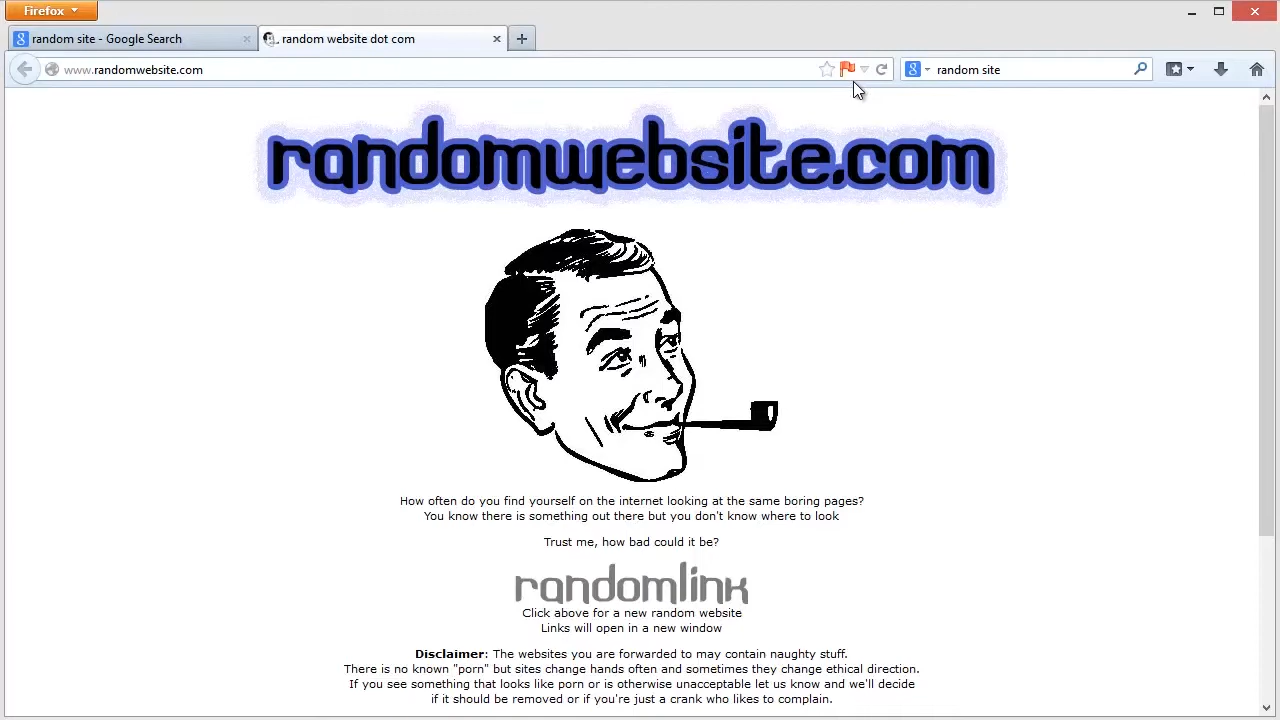 Firefox
random site - Google Search
random website dot com
www.randomwebsite.com
random site
randomwebsite.com
How often do you find yourself on the internet looking at the same boring pages?
You know there is something out there but you don't know where to look
Trust me, how bad could it be?
randomlink
Click above for a new random website
Links will open in a new window
Disclaimer: The websites you are forwarded to may contain naughty stuff.
There is no known "porn" but sites change hands often and sometimes they change ethical direction.
If you see something that looks like porn or is otherwise unacceptable let us know and we'll decide
if it should be removed or if you're just a crank who likes to complain.